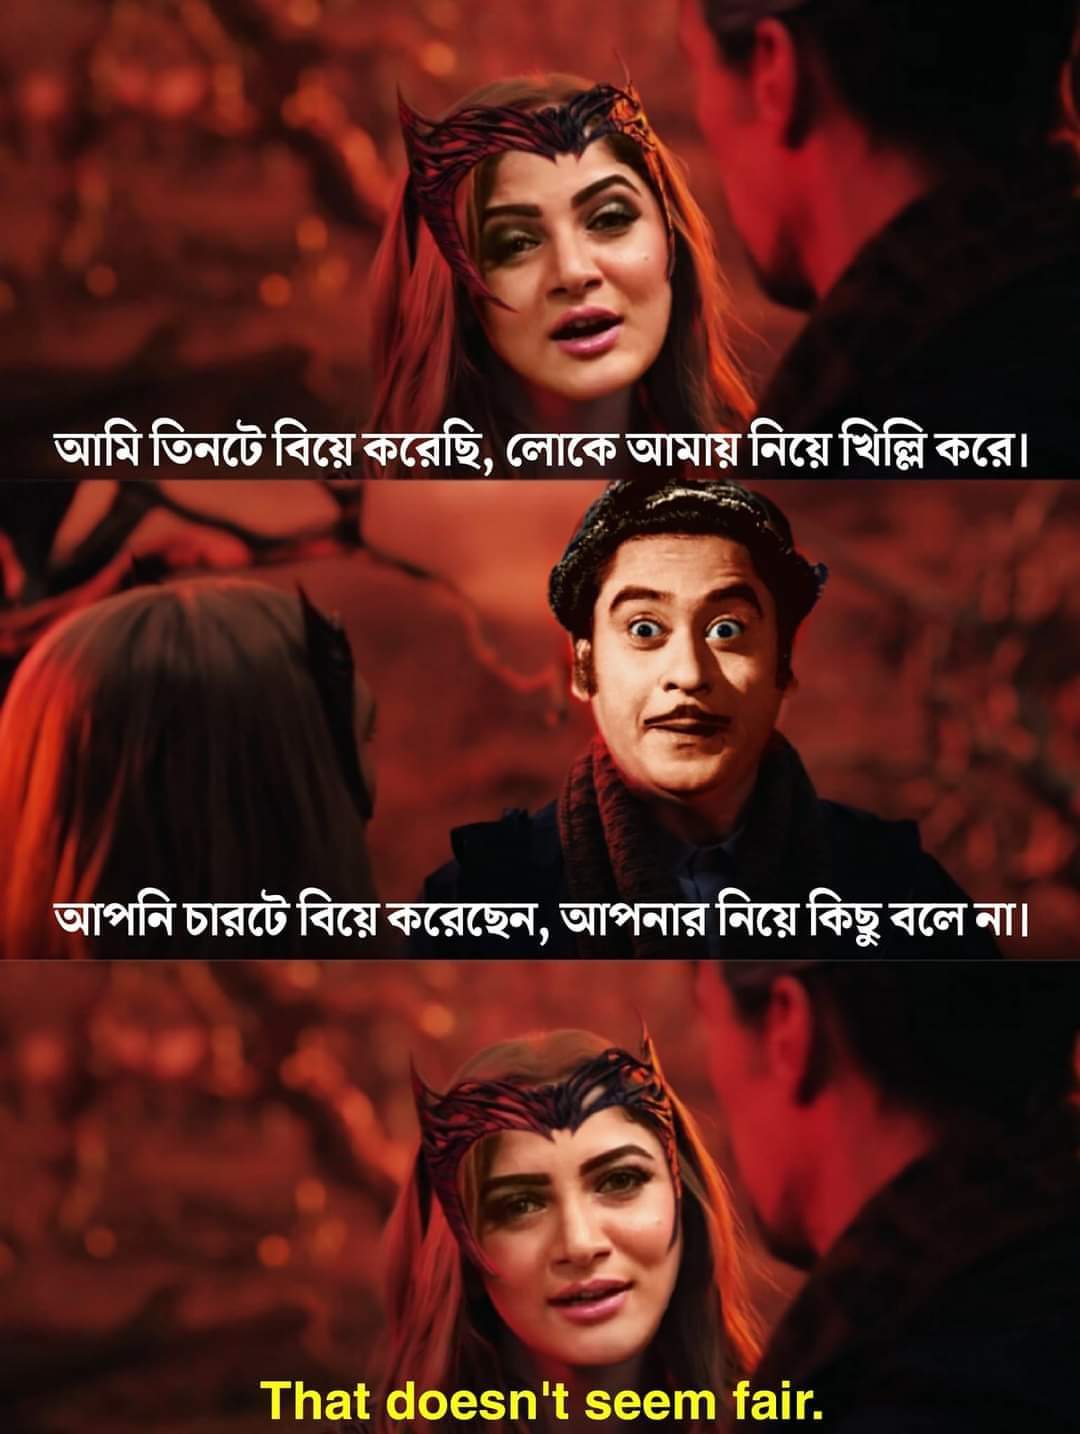 আমি তিনটে বিয়ে করেছি, লোকে আমায় নিয়ে খিল্লি করে।
আপনি চারটে বিয়ে করেছেন, আপনার নিয়ে কিছু বলে না।
That doesn't seem fair.